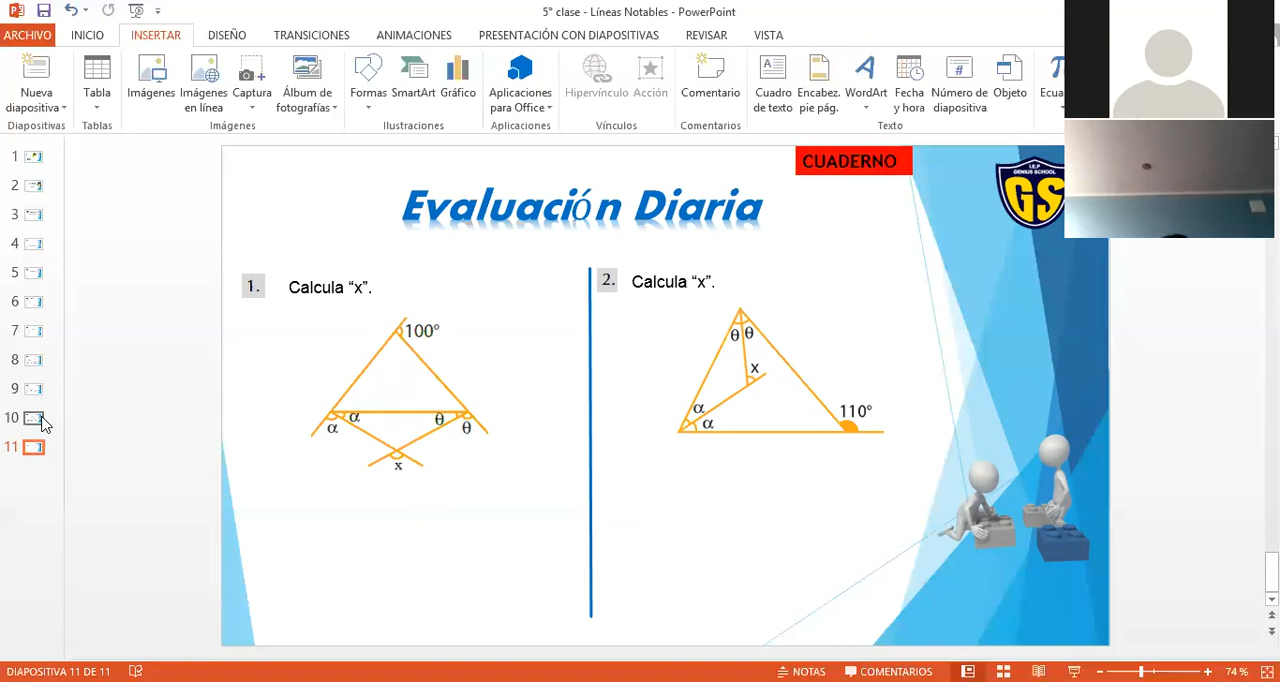 5° clase - Líneas Notables - PowerPoint
ARCHIVO INICIO INSERTAR DISEÑO TRANSICIONES ANIMACIONES PRESENTACIÓN CON DIAPOSITIVAS REVISAR VISTA
Nueva diapositiva
Tabla
Imágenes
Imágenes en línea
Captura
Álbum de fotografías
Formas
SmartArt
Gráfico
Aplicaciones para Office
Hipervínculo
Acción
Comentario
Cuadro de texto
Encabez. pie pág.
WordArt
Fecha y hora
Número de diapositiva
Objeto
Diapositivas
Tablas
Imágenes
Ilustraciones
Aplicaciones
Vínculos
Comentarios
Texto
1
2
3
4
5
6
7
8
9
10
11
CUADERNO
I.E.P
GENIUS SCHOOL
GS
Evaluación Diaria
1. Calcula “x”.
100°
α
α
θ
θ
x
2. Calcula “x”.
θ θ
x
α
α
110°
DIAPOSITIVA 11 DE 11
NOTAS
COMENTARIOS
74 %